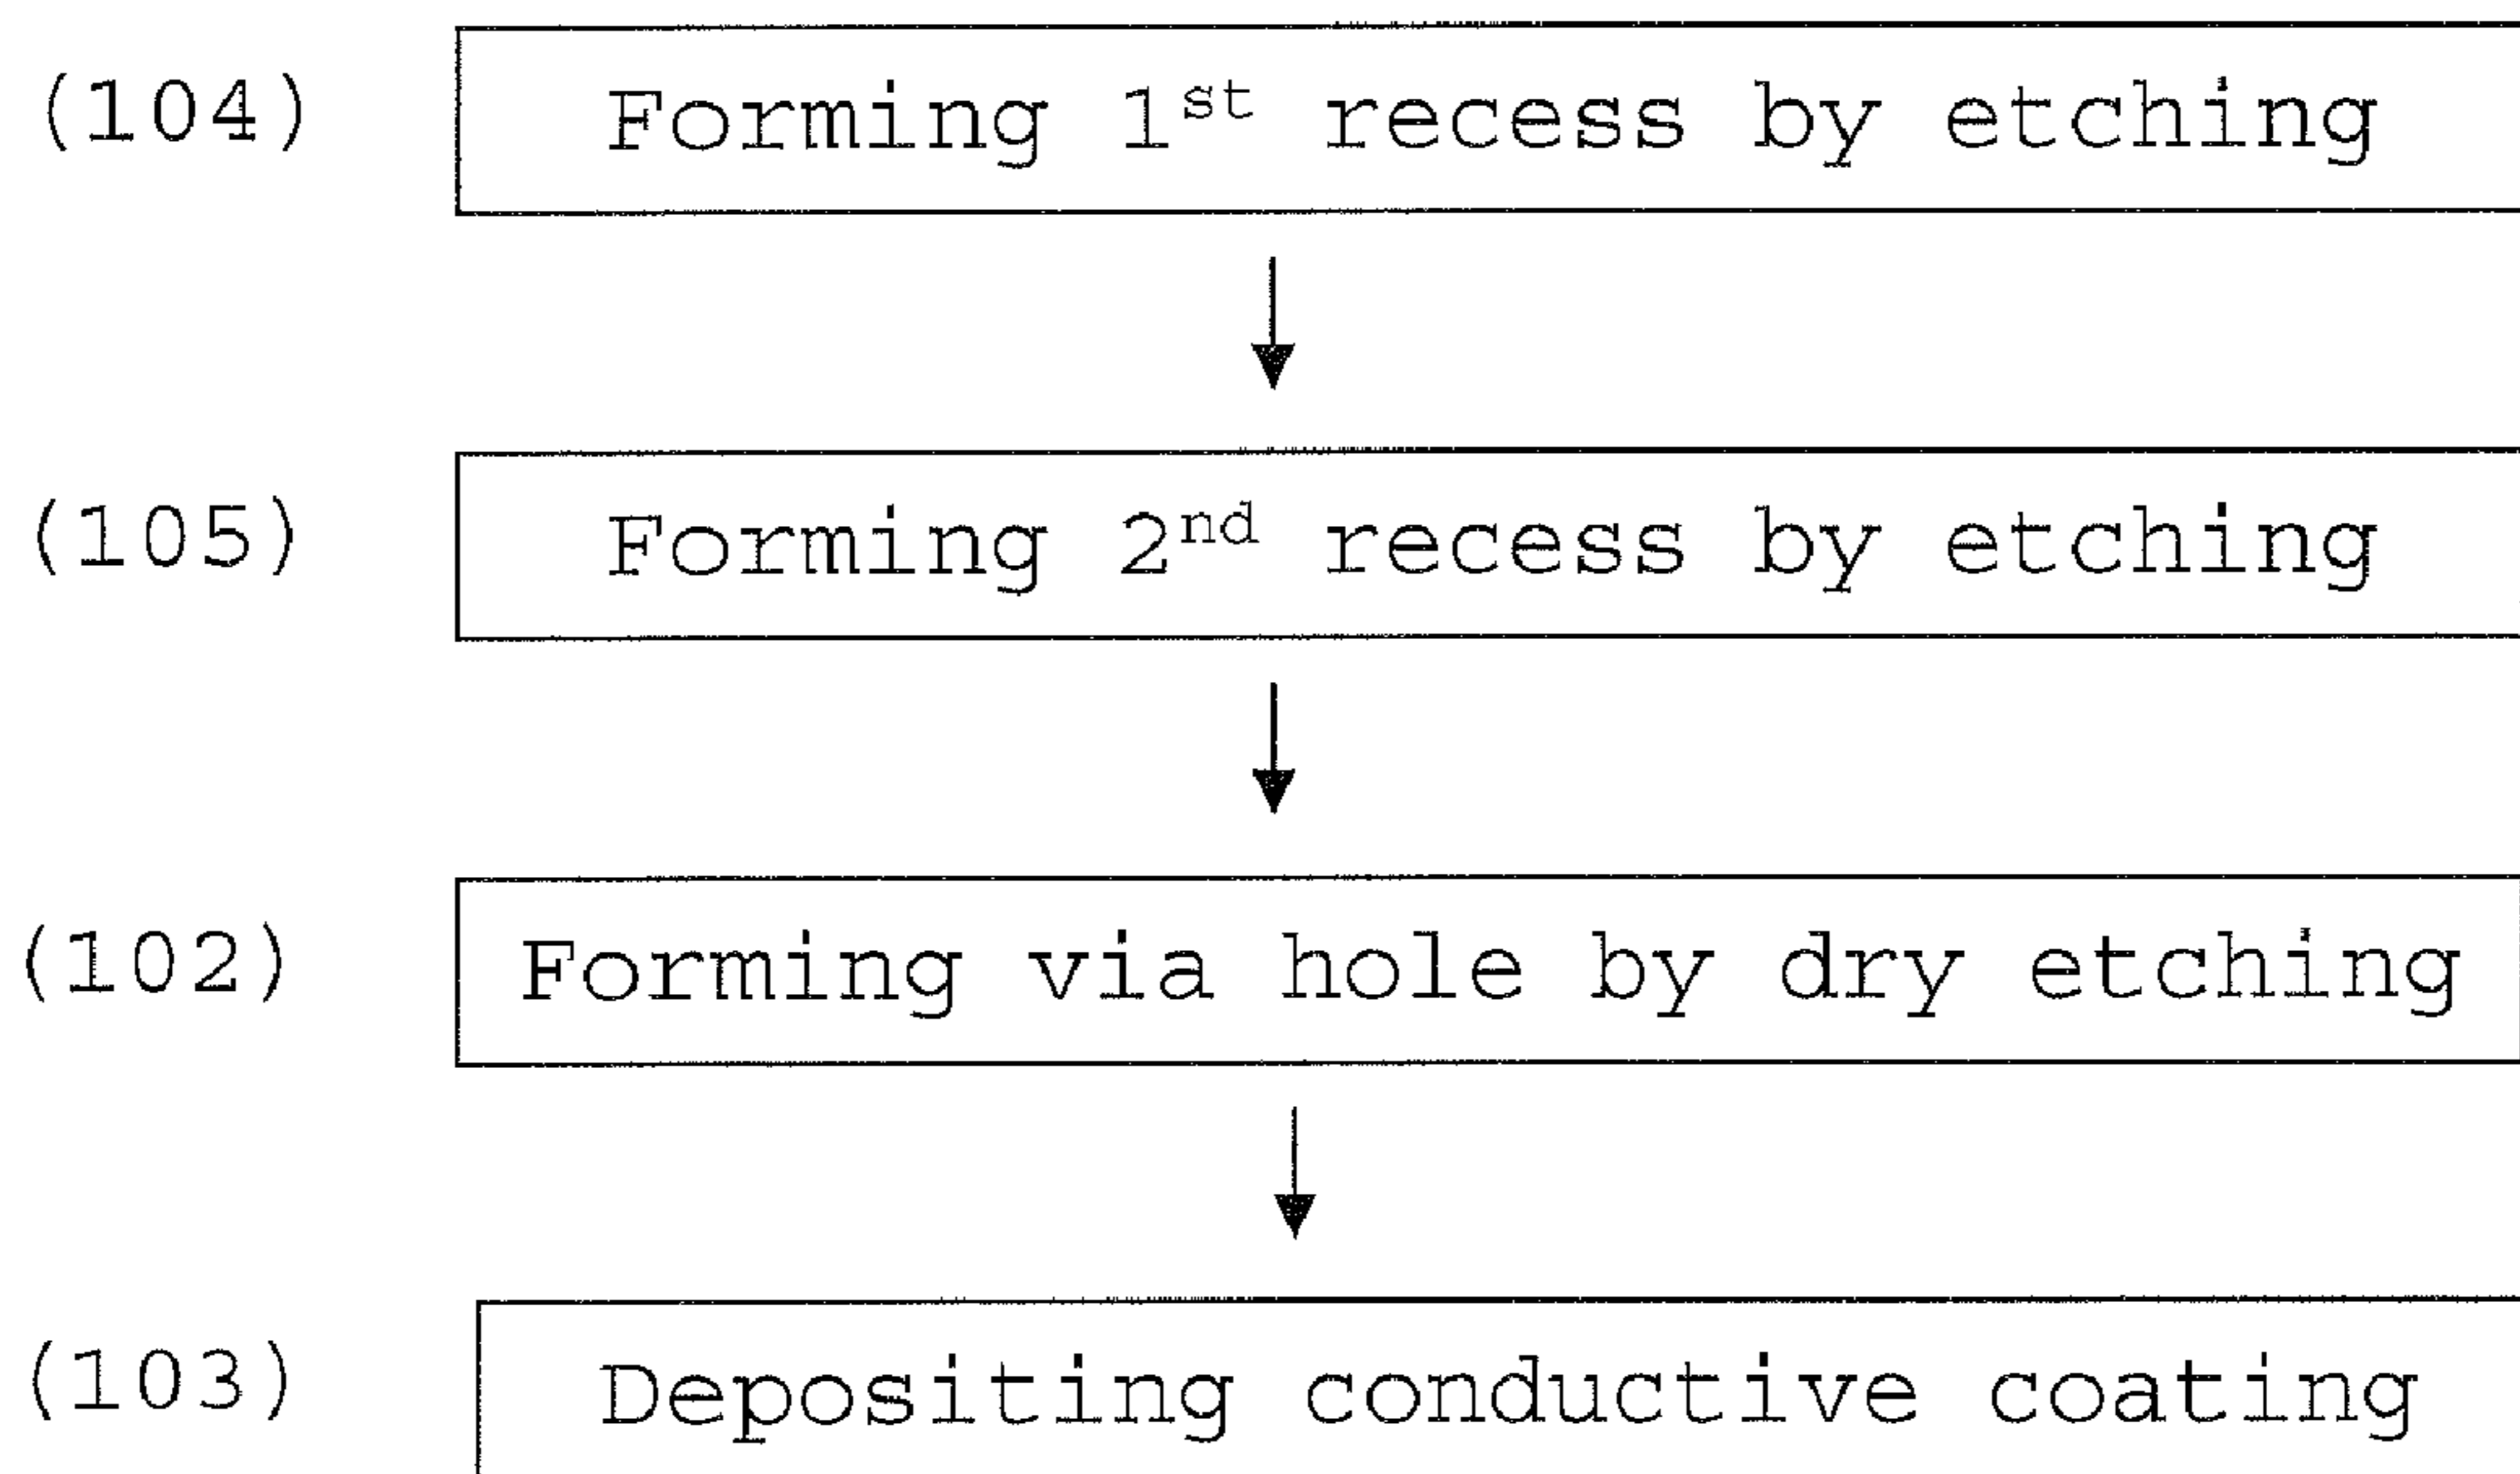 (104) Forming 1st recess by etching
(105) Forming 2nd recess by etching
(102) Forming via hole by dry etching
(103) Depositing conductive coating